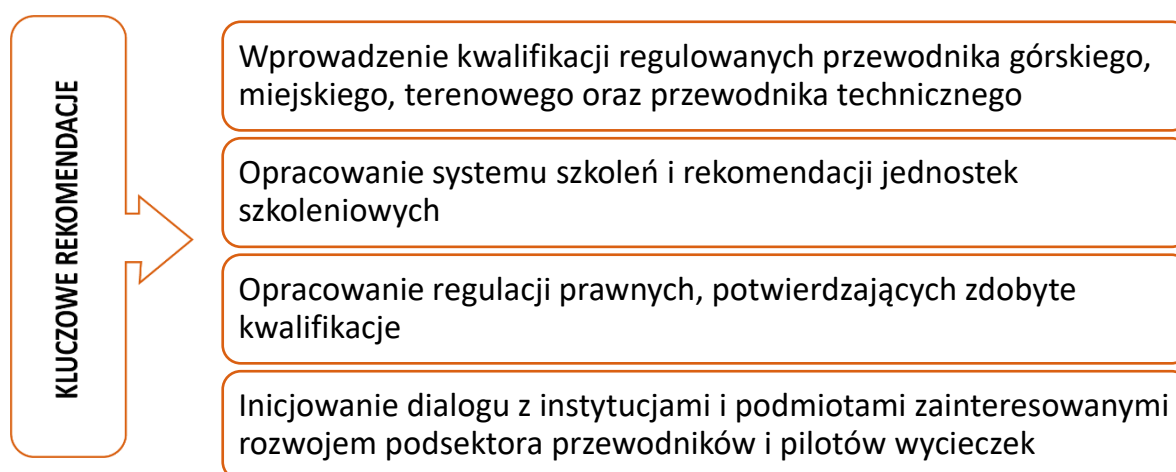 KLUCZOWE REKOMENDACJE
Wprowadzenie kwalifikacji regulowanych przewodnika górskiego,
miejskiego, terenowego oraz przewodnika technicznego
Opracowanie systemu szkoleń i rekomendacji jednostek
szkoleniowych
Opracowanie regulacji prawnych, potwierdzających zdobyte
kwalifikacje
Inicjowanie dialogu z instytucjami i podmiotami zainteresowanymi
rozwojem podsektora przewodników i pilotów wycieczek